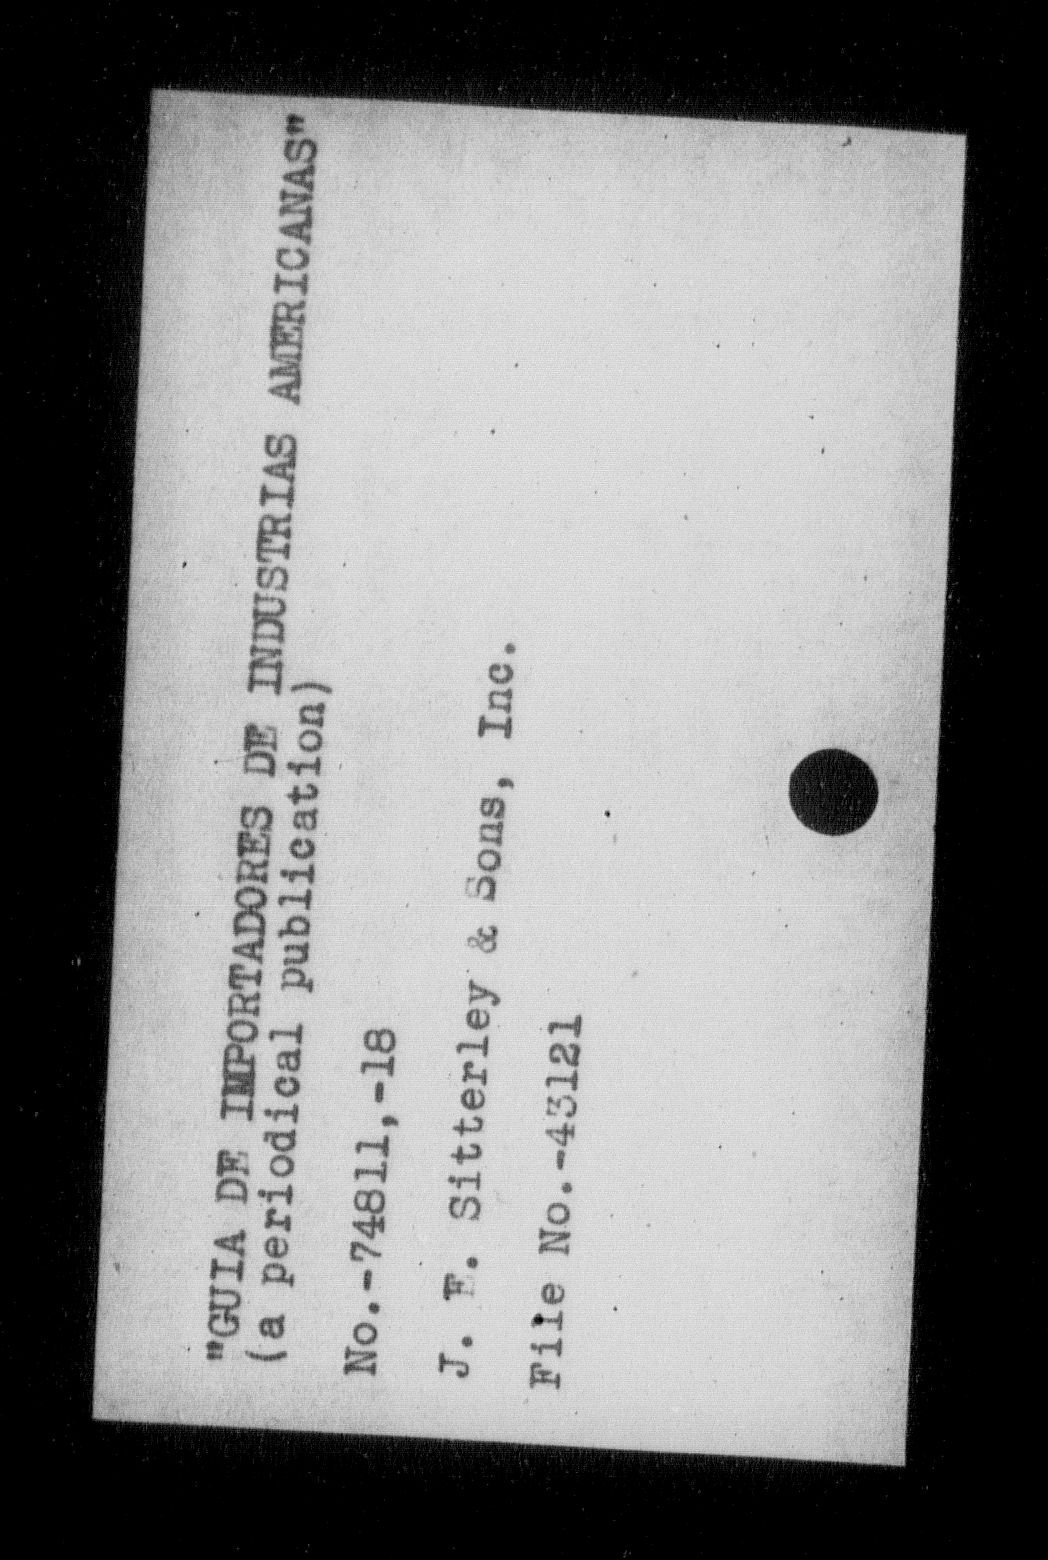 "GUIA DE IMPORTADORES DE INDUSTRIAS AMERICANAS"
(a periodical publication)
No.-74811,-18
J. F. Sitterley & Sons, Inc.
File No.-43121